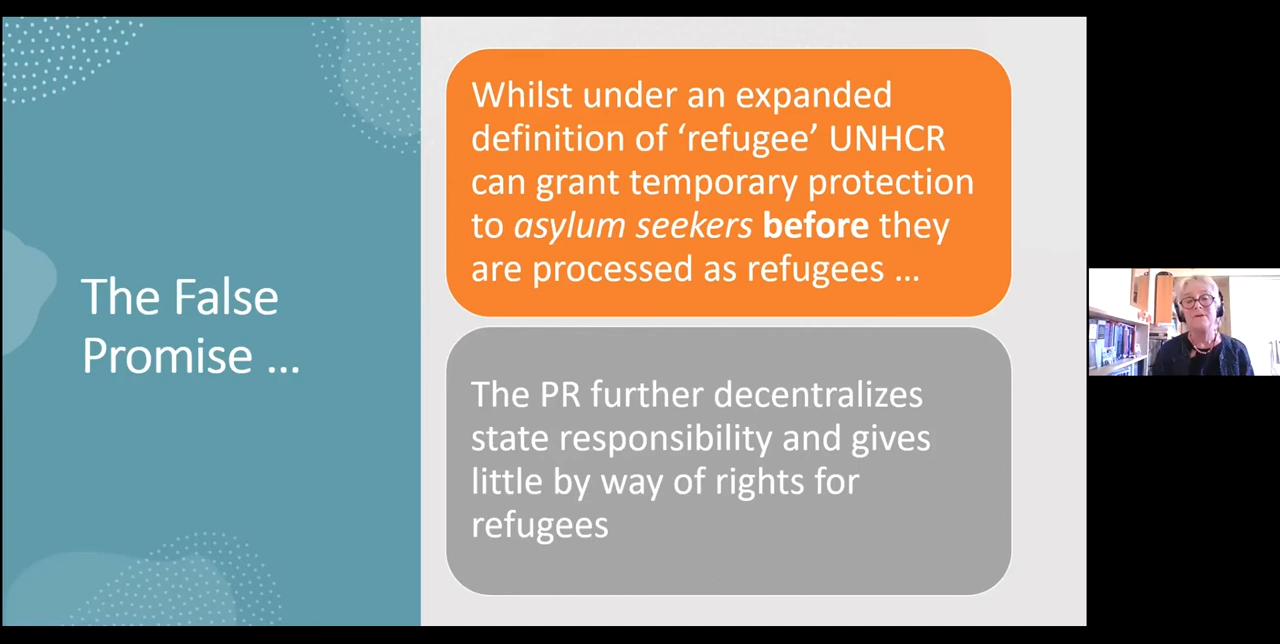 The False
Promise ...
Whilst under an expanded
definition of ‘refugee’ UNHCR
can grant temporary protection
to asylum seekers before they
are processed as refugees ...
The PR further decentralizes
state responsibility and gives
little by way of rights for
refugees